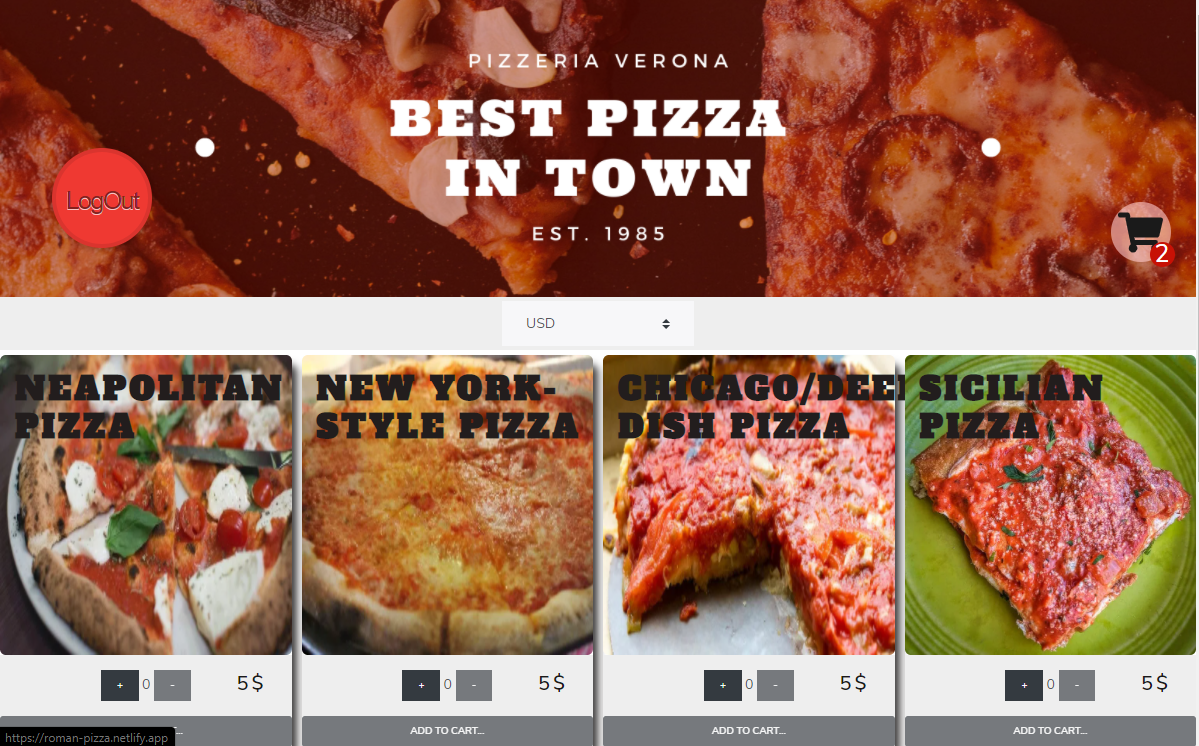 PIZZERIA VERONA
BEST PIZZA
IN TOWN
EST. 1985
LogOut
2
USD
NEAPOLITAN
PIZZA
NEW YORK-
STYLE PIZZA
CHICAGO/DEE
DISH PIZZA
SICILIAN
PIZZA
+ 0 - 5$
+ 0 - 5$
+ 0 - 5$
+ 0 - 5$
ADD TO CART...
ADD TO CART...
ADD TO CART...
https://roman-pizza.netlify.app